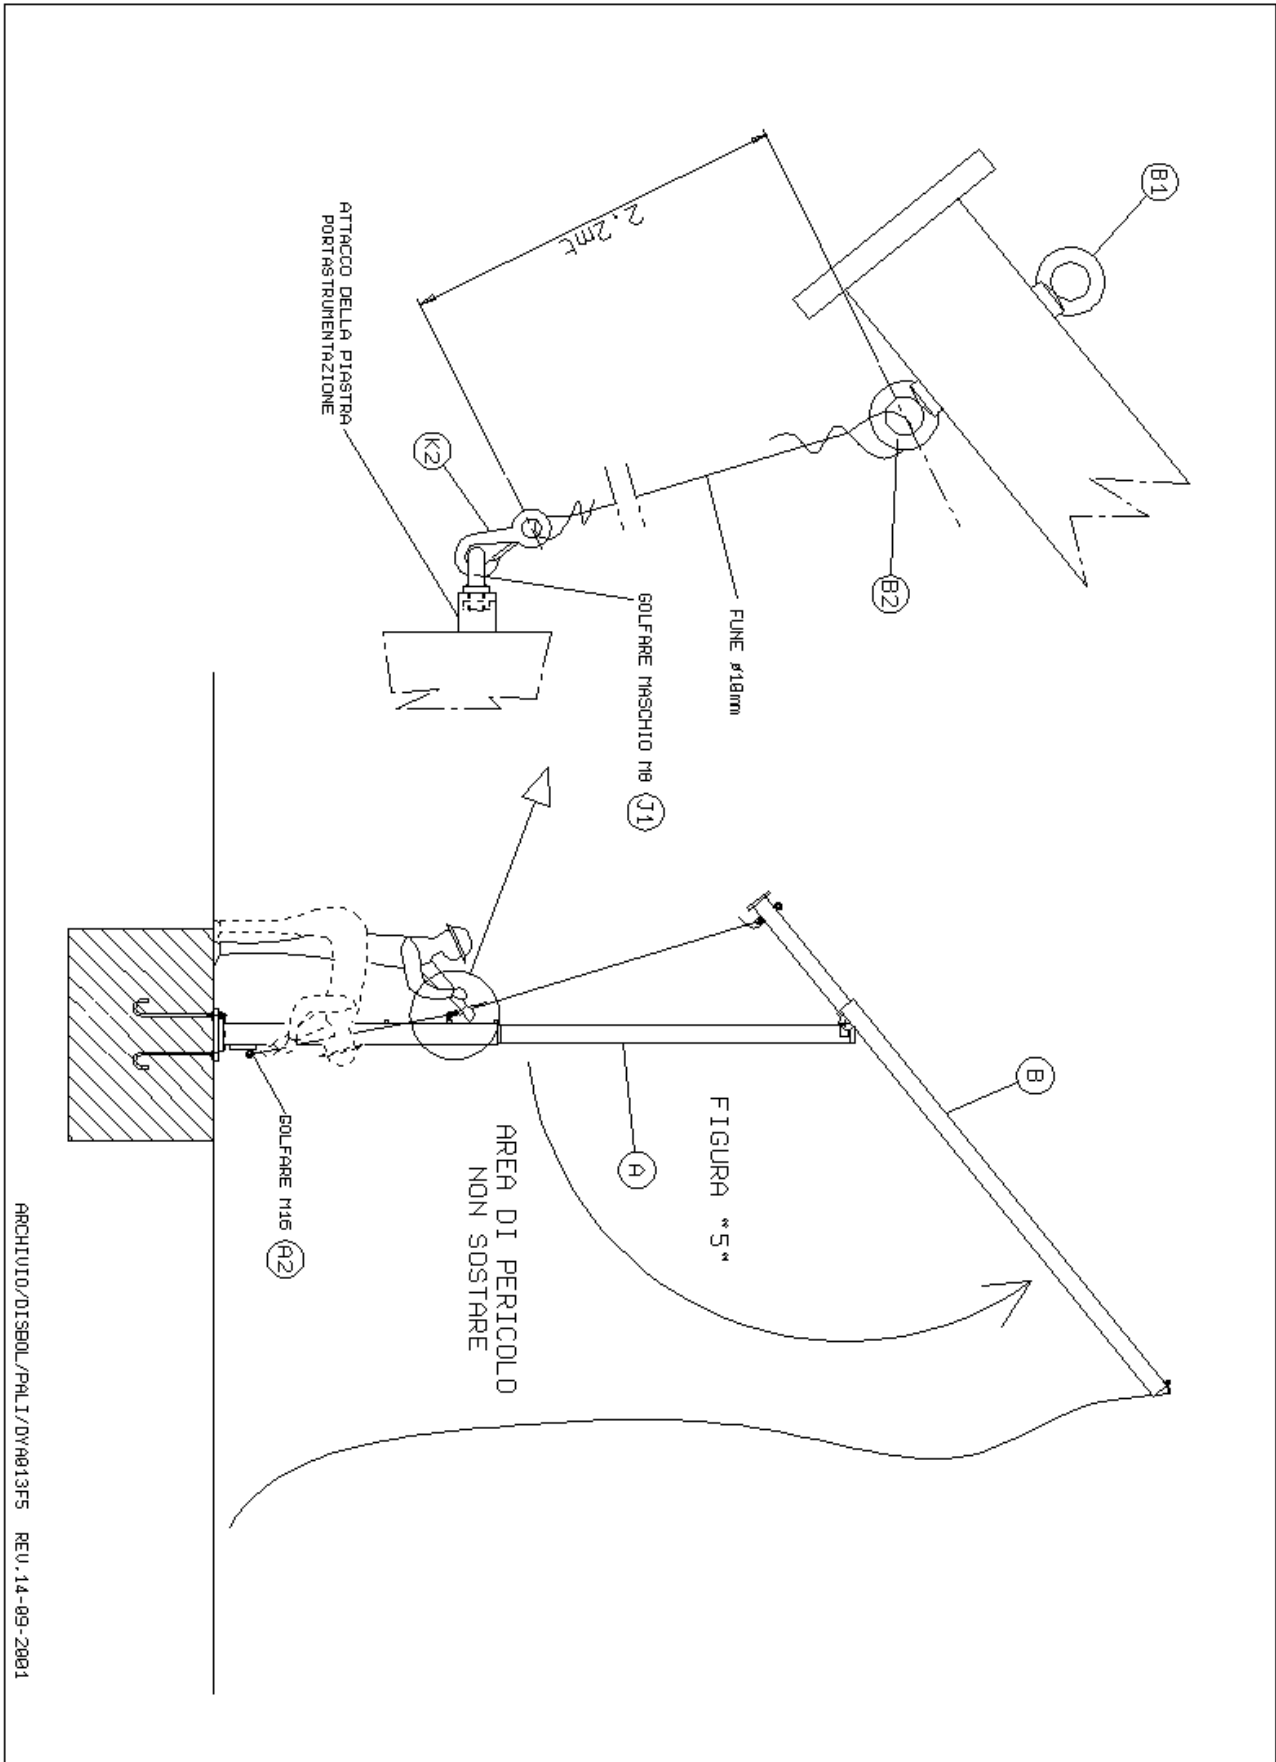 B1
2.2mt
ATTACCO DELLA PIASTRA
PORTASTRUMENTAZIONE
K2
B2
FUNE ø10mm
GOLFARE MASCHIO M8 J1
B
A
FIGURA "5"
AREA DI PERICOLO
NON SOSTARE
GOLFARE M16 A2
ARCHIVIO/DISBOL/PALI/DYA013F5 REV.14-09-2001